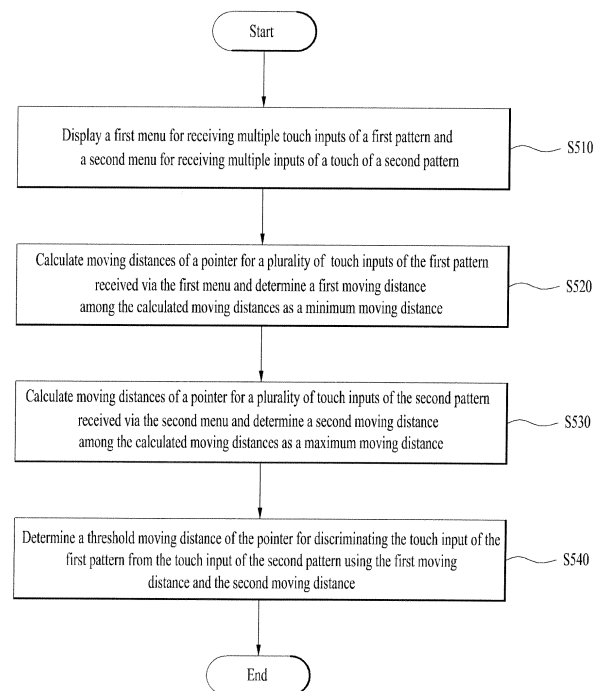 Start
Display a first menu for receiving multiple touch inputs of a first pattern and
a second menu for receiving multiple inputs of a touch of a second pattern
S510
Calculate moving distances of a pointer for a plurality of touch inputs of the first pattern
received via the first menu and determine a first moving distance
among the calculated moving distances as a minimum moving distance
S520
Calculate moving distances of a pointer for a plurality of touch inputs of the second pattern
received via the second menu and determine a second moving distance
among the calculated moving distances as a maximum moving distance
S530
Determine a threshold moving distance of the pointer for discriminating the touch input of the
first pattern from the touch input of the second pattern using the first moving
distance and the second moving distance
S540
End